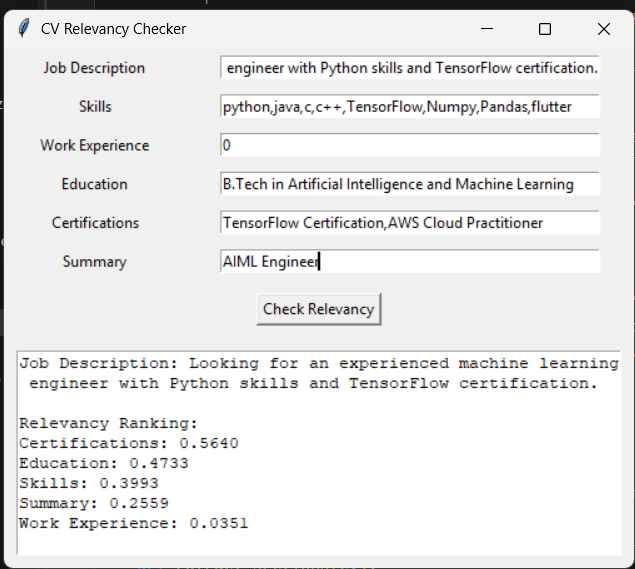 CV Relevancy Checker
Job Description engineer with Python skills and TensorFlow certification.
Skills python,java,c,c++,TensorFlow,Numpy,Pandas,flutter
Work Experience 0
Education B.Tech in Artificial Intelligence and Machine Learning
Certifications TensorFlow Certification,AWS Cloud Practitioner
Summary AIML Engineer
Check Relevancy
Job Description: Looking for an experienced machine learning
engineer with Python skills and TensorFlow certification.
Relevancy Ranking:
Certifications: 0.5640
Education: 0.4733
Skills: 0.3993
Summary: 0.2559
Work Experience: 0.0351